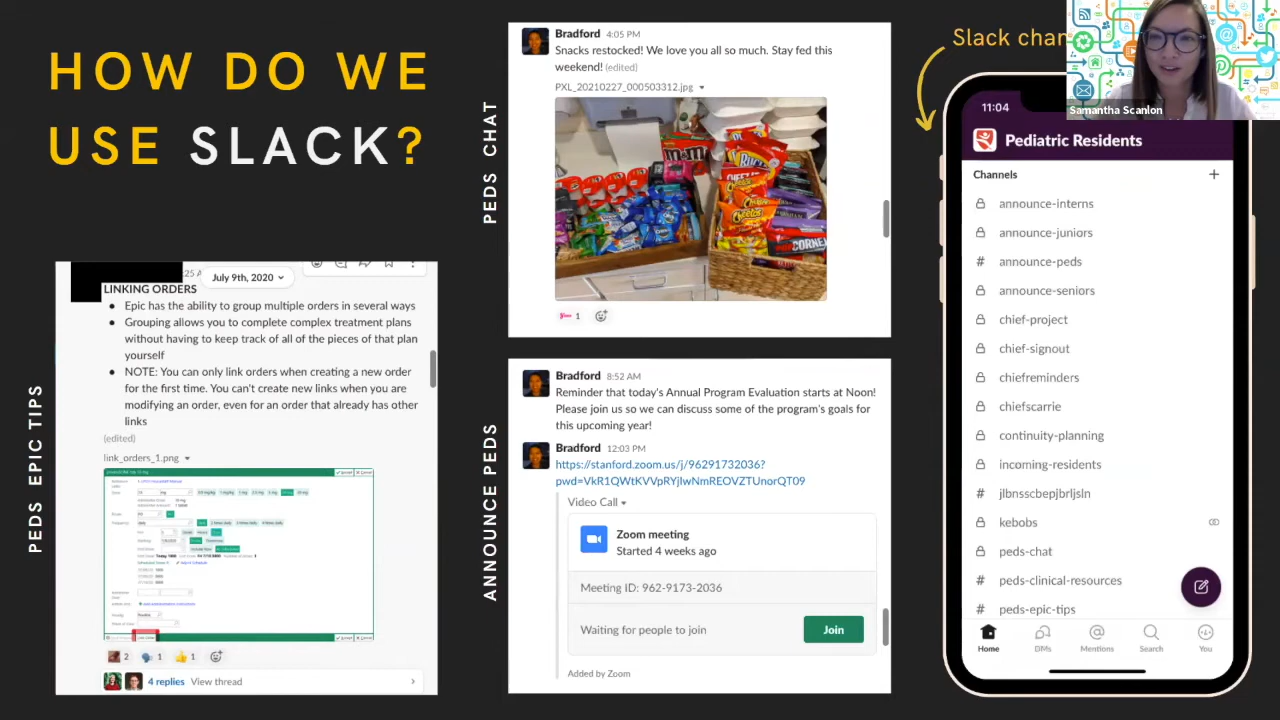 HOW DO WE
USE SLACK?
PEDS EPIC TIPS
July 9th, 2020
LINKING ORDERS
Epic has the ability to group multiple orders in several ways
Grouping allows you to complete complex treatment plans
without having to keep track of all of the pieces of that plan
yourself
NOTE: You can only link orders when creating a new order
for the first time. You can't create new links when you are
modifying an order, even for an order that already has other
links
(edited)
link_orders_1.png
2
1
1
4 replies View thread
PEDS CHAT
Bradford 4:05 PM
Snacks restocked! We love you all so much. Stay fed this
weekend! (edited)
PXL_20210227_000503312.jpg
1
ANNOUNCE PEDS
Bradford 8:52 AM
Reminder that today's Annual Program Evaluation starts at Noon!
Please join us so we can discuss some of the program's goals for
this upcoming year!
Bradford 12:03 PM
https://stanford.zoom.us/j/96291732036?
pwd=VkR1QWtKVVpRYjIwNmREOVZTUnorQT09
Video Call
Zoom meeting
Started 4 weeks ago
Meeting ID: 962-9173-2036
Waiting for people to join
Join
Added by Zoom
Slack
Samantha Scanlon
11:04
Pediatric Residents
Channels
announce-interns
announce-juniors
# announce-peds
announce-seniors
chief-project
chief-signout
chiefreminders
chiefscarrie
continuity-planning
incoming-residents
# jlbnsscbepjbrljsln
kebobs
peds-chat
# peds-clinical-resources
# peds-epic-tips
Home
DMs
Mentions
Search
You